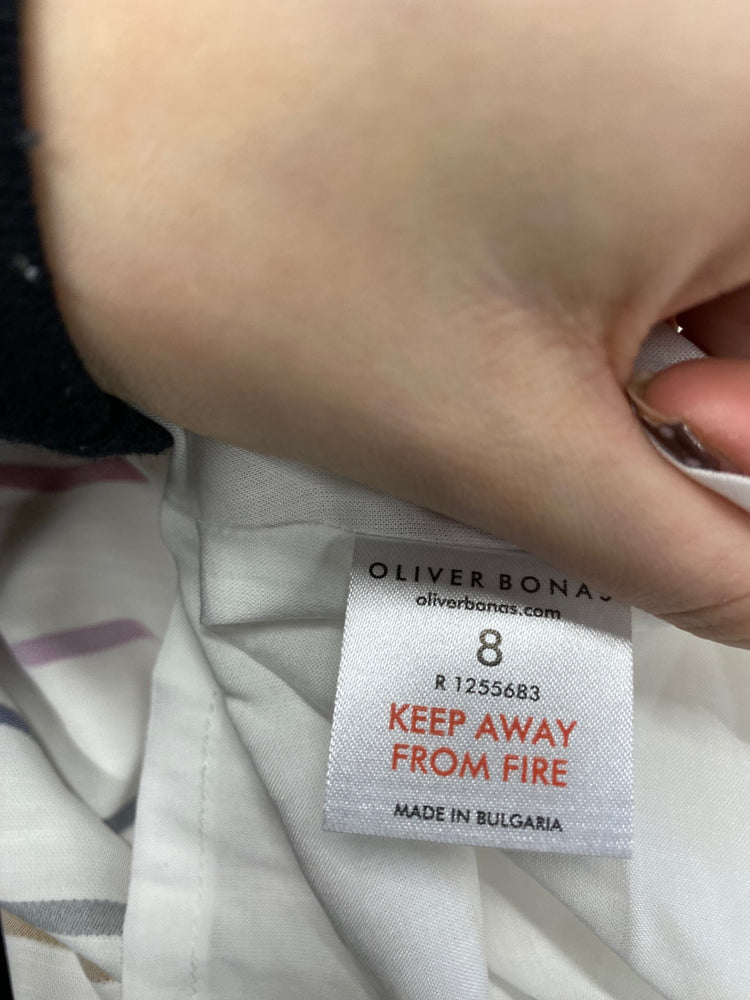 OLIVER BONAS
oliverbonas.com
8
R 1255683
KEEP AWAY
FROM FIRE
MADE IN BULGARIA